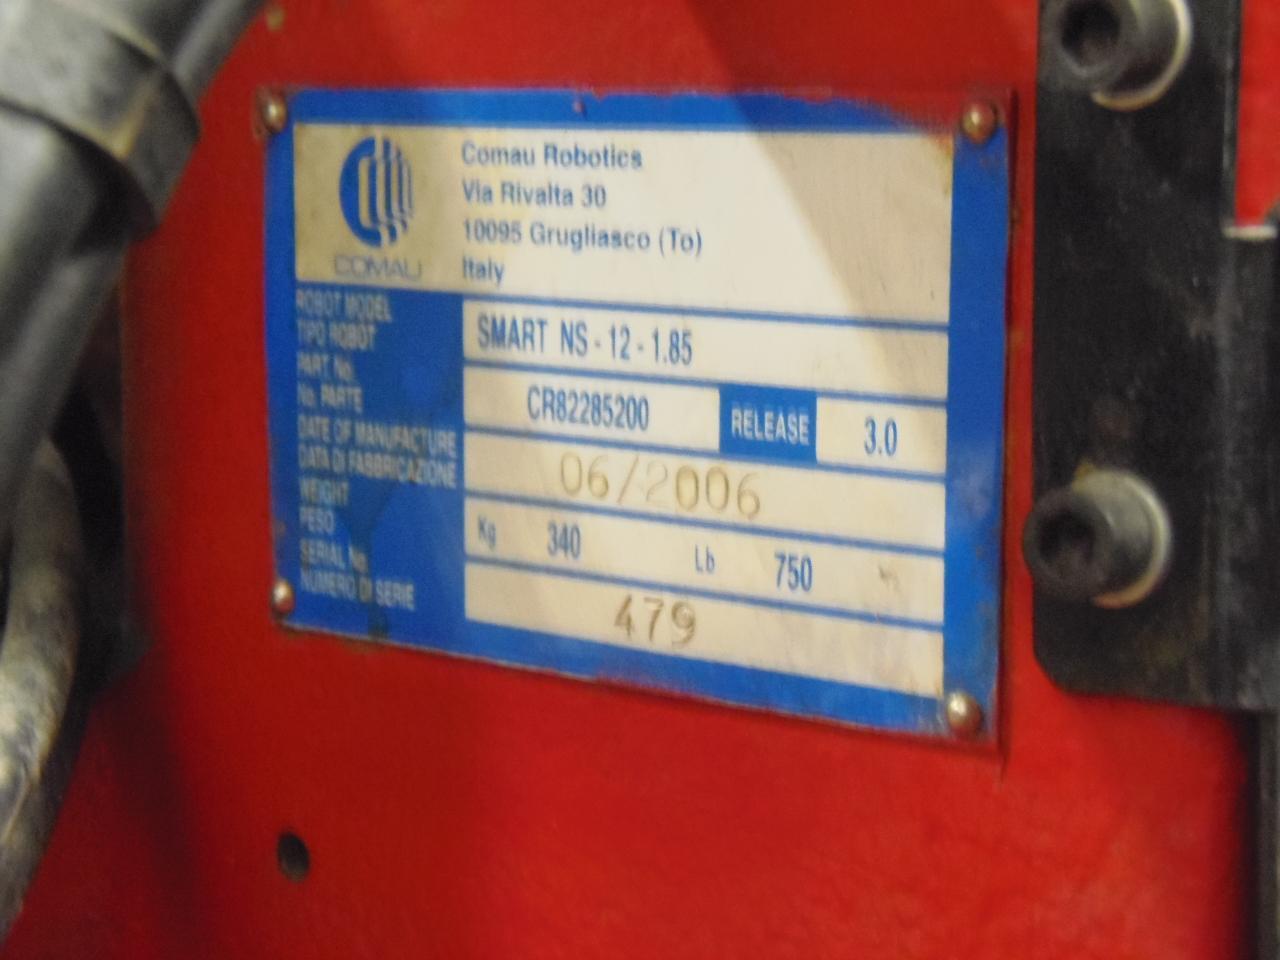 COMAU
Comau Robotics
Via Rivalta 30
10095 Grugliasco (To)
Italy
ROBOT MODEL
TIPO ROBOT
SMART NS - 12 - 1.85
PART. No.
No. PARTE
CR82285200 RELEASE 3.0
DATE OF MANUFACTURE
DATA DI FABBRICAZIONE
06/2006
WEIGHT
PESO
Kg 340 Lb 750
SERIAL No.
NUMERO DI SERIE
479